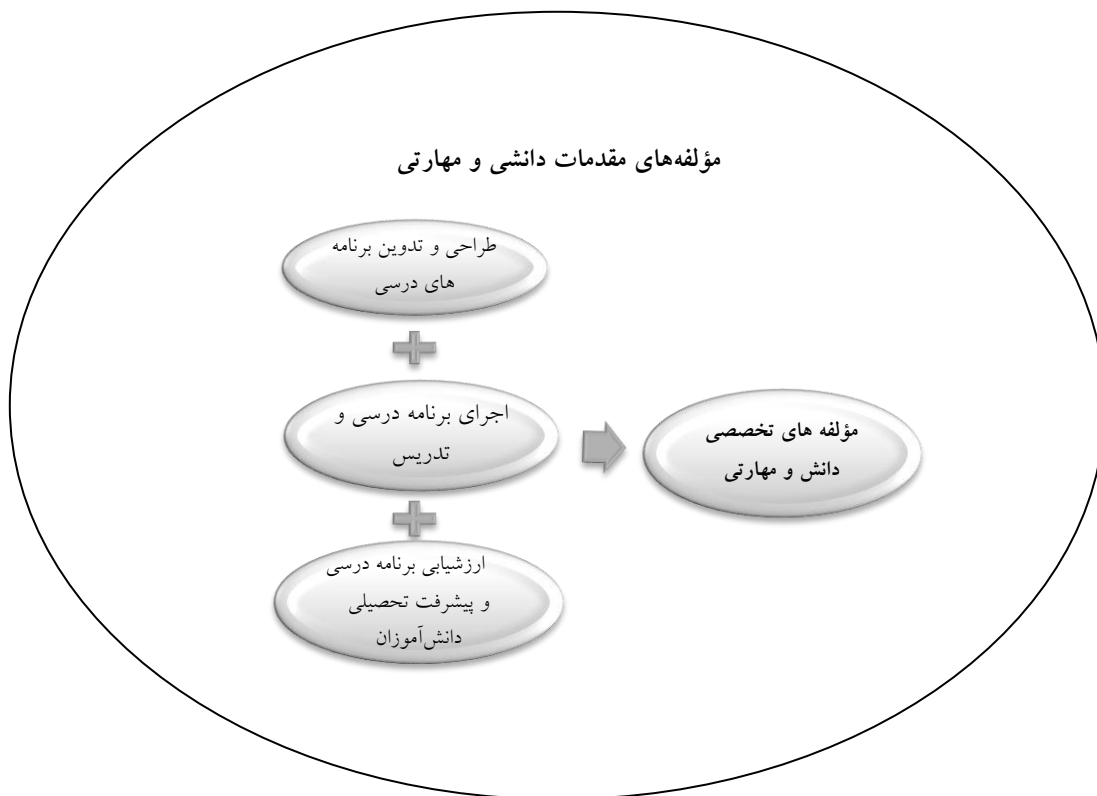 مؤلفه‌های مقدمات دانشی و مهارتی
طراحی و تدوین برنامه
های درسی
اجرای برنامه درسی و
تدریس
ارزشیابی برنامه درسی
و پیشرفت تحصیلی
دانش‌آموزان
مؤلفه های تخصصی
دانش و مهارتی